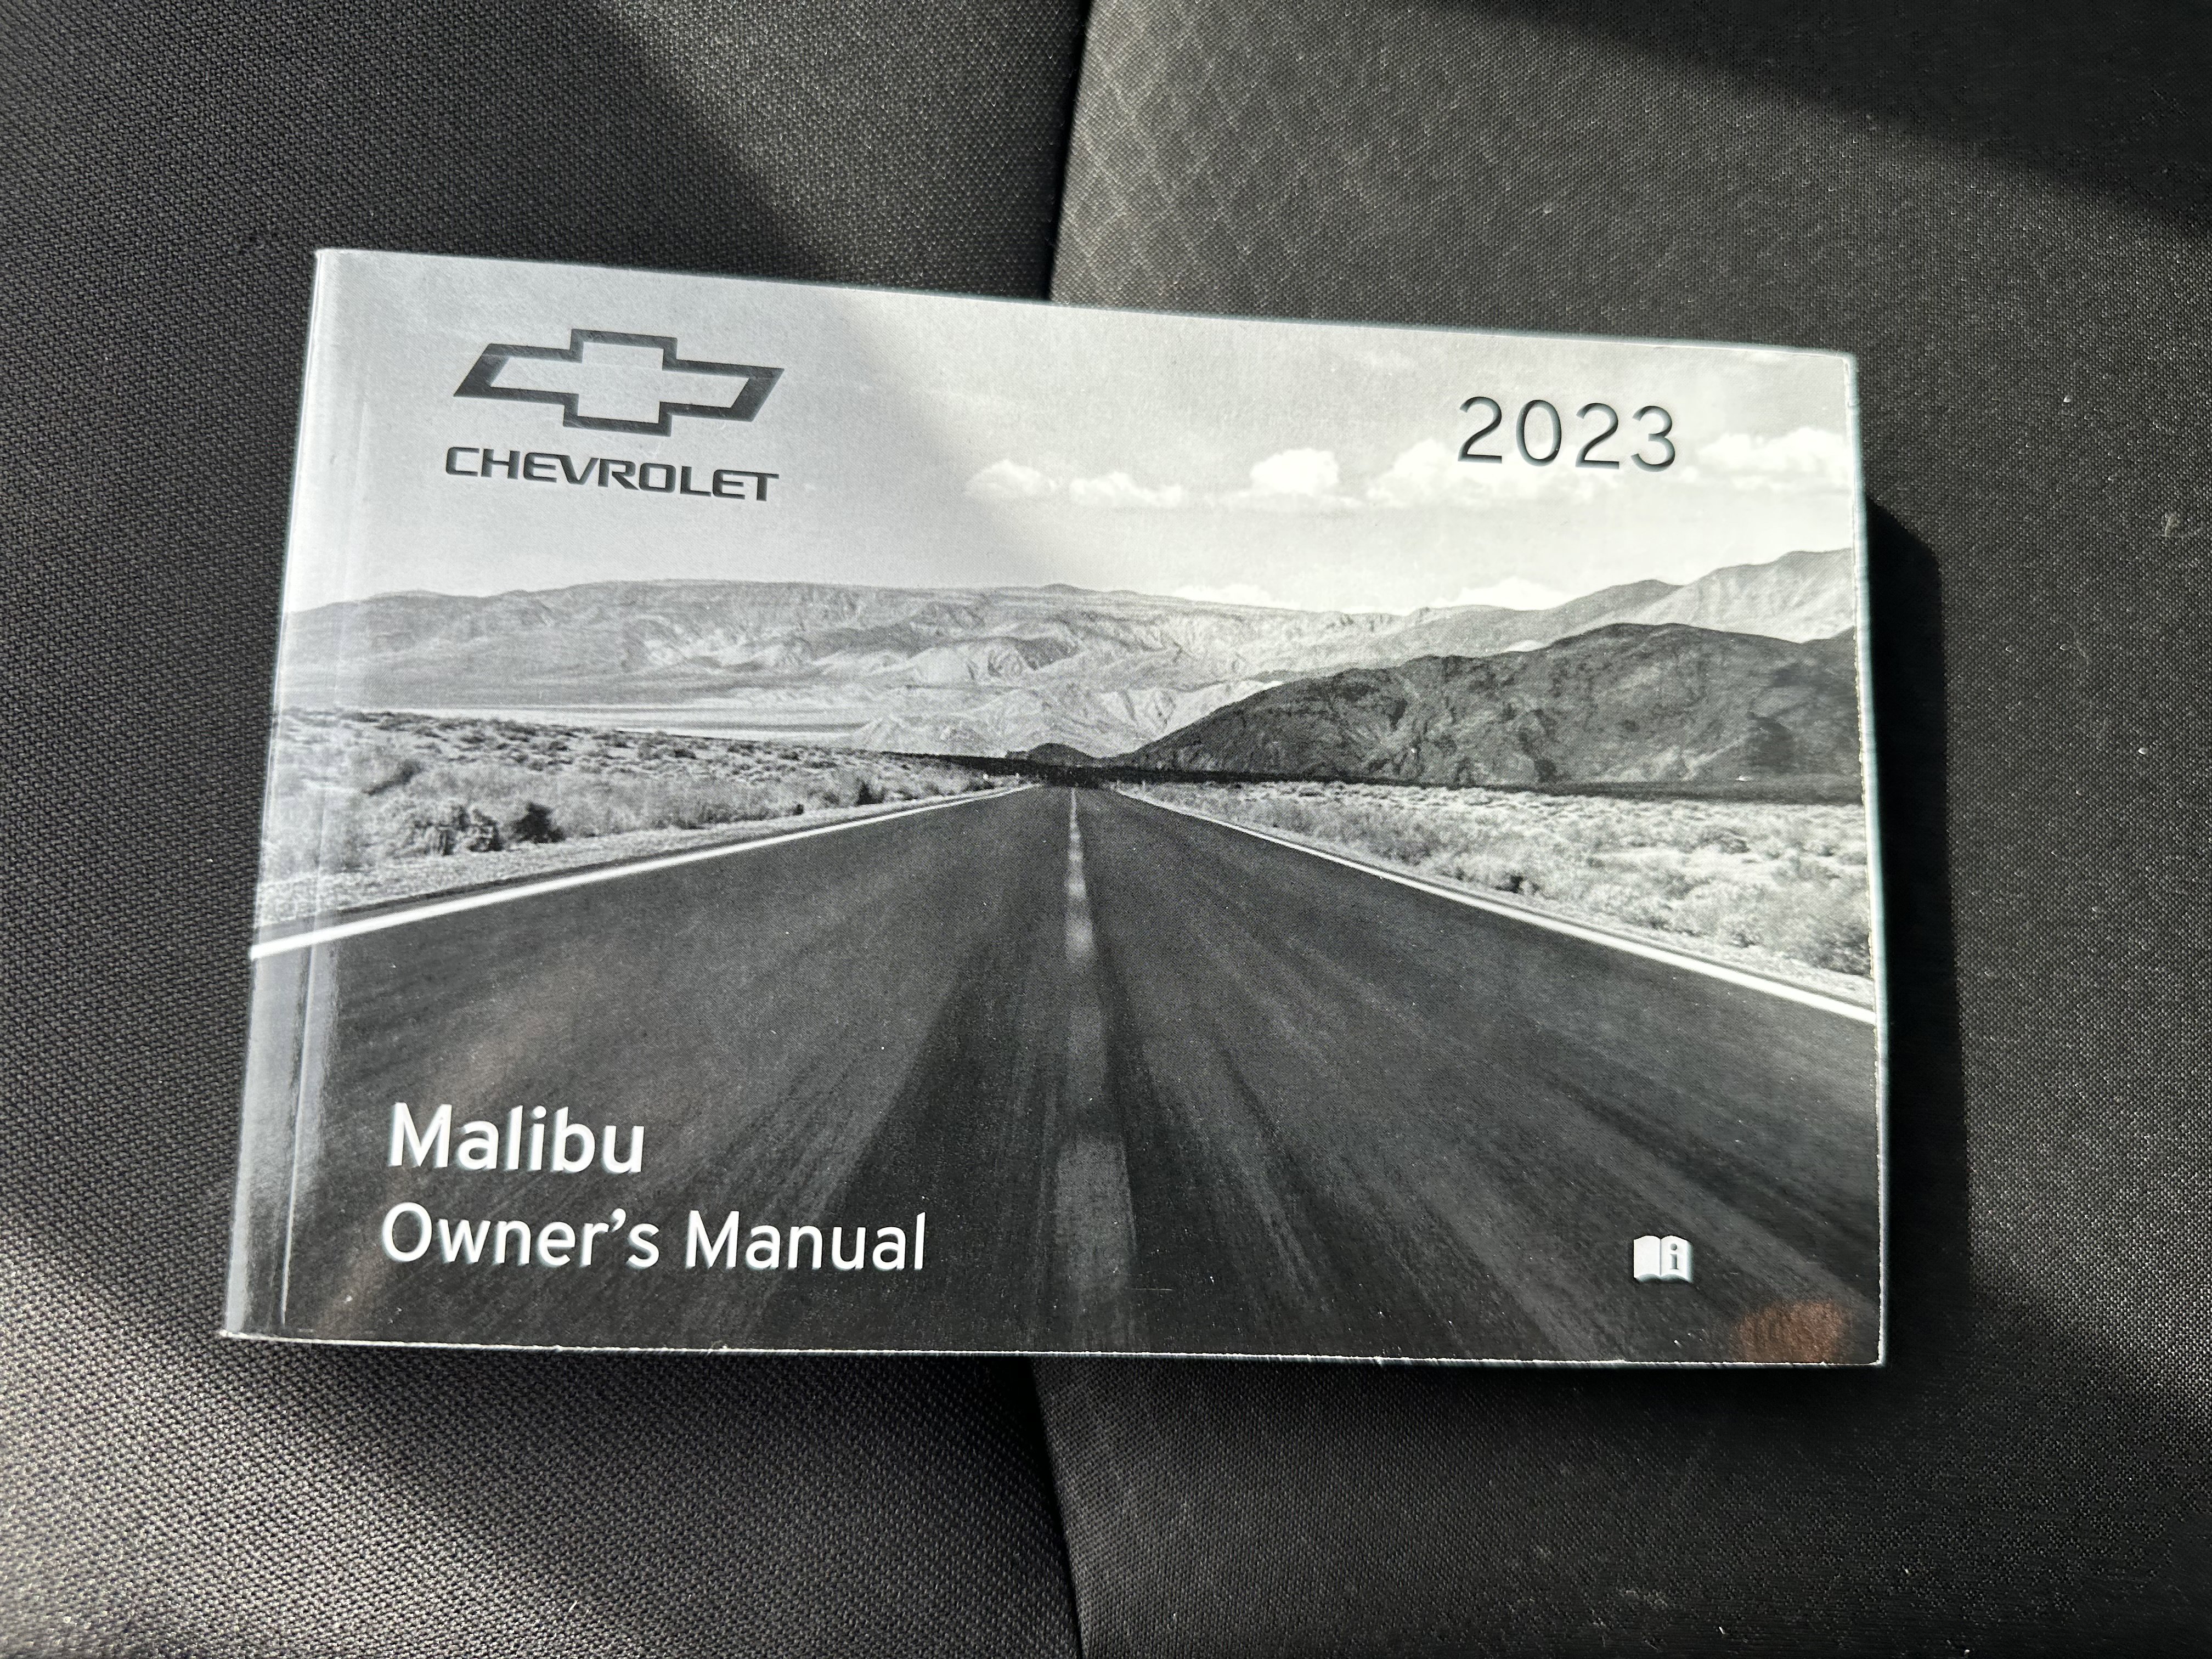 CHEVROLET
2023
Malibu
Owner's Manual
i